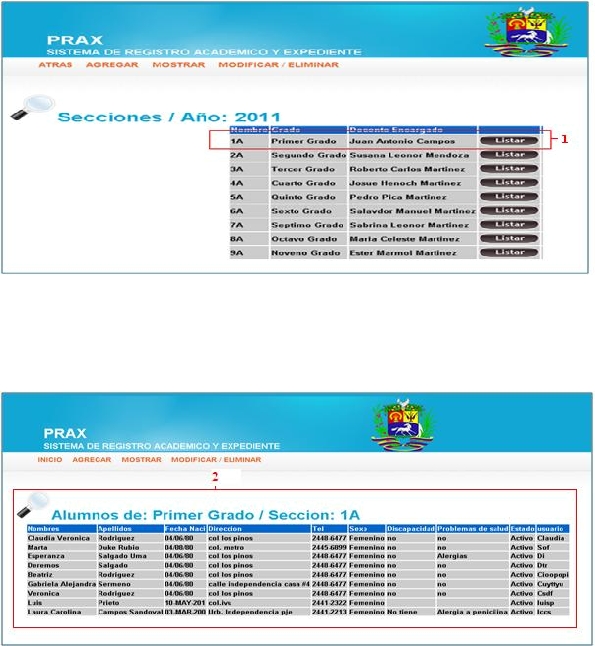 PRAX
SISTEMA DE REGISTRO ACADEMICO Y EXPEDIENTE
ATRAS AGREGAR MOSTRAR MODIFICAR / ELIMINAR
Secciones / Año: 2011
Nombre Grado Docente Encargado
1A Primer Grado Juan Antonio Campos Listar
1
2A Segundo Grado Susana Leonor Mendoza Listar
3A Tercer Grado Roberto Carlos Martinez Listar
4A Cuarto Grado Josue Henoch Martinez Listar
5A Quinto Grado Pedro Pica Martinez Listar
6A Sexto Grado Salavdor Manuel Martinez Listar
7A Septimo Grado Sabrina Leonor Martinez Listar
8A Octavo Grado Maria Celeste Martinez Listar
9A Noveno Grado Ester Marmol Martinez Listar
PRAX
SISTEMA DE REGISTRO ACADEMICO Y EXPEDIENTE
INICIO AGREGAR MOSTRAR MODIFICAR / ELIMINAR
2
Alumnos de: Primer Grado / Seccion: 1A
Nombres Apellidos Fecha Naci Direccion Tel Sexo Discapacidad Problemas de salud Estado usuario
Claudia Veronica Rodriguez 04/06/80 col los pinos 2448-6477 Femenino no no Activo Claudia
Marta Duke Rubio 04/08/80 col. metro 2445-6899 Femenino no no Activo Sof
Esperanza Salgado Uma 04/06/80 col los pinos 2448-6477 Femenino no Alergias Activo Di
Doremos Salgado 04/06/80 col los pinos 2448-6477 Femenino no no Activo Dtr
Beatriz Rodriguez 04/06/80 col los pinos 2448-6477 Femenino no no Activo
Gabriela Alejandra Sermeno 04/06/80 calle independencia casa #4 2448-6477 Femenino no no Activo
Veronica Rodriguez 04/06/80 col los pinos 2448-6477 Femenino no no Activo Csdf
Luis Prieto 10-MAY-201 col.ivs 2441-2322 Femenino Activo luisp
Laura Carolina Campos Sandoval 03-MAR-200 Urb. Independencia pje 2441-2213 Femenino No tiene Alergia a penicilina Activo lccs